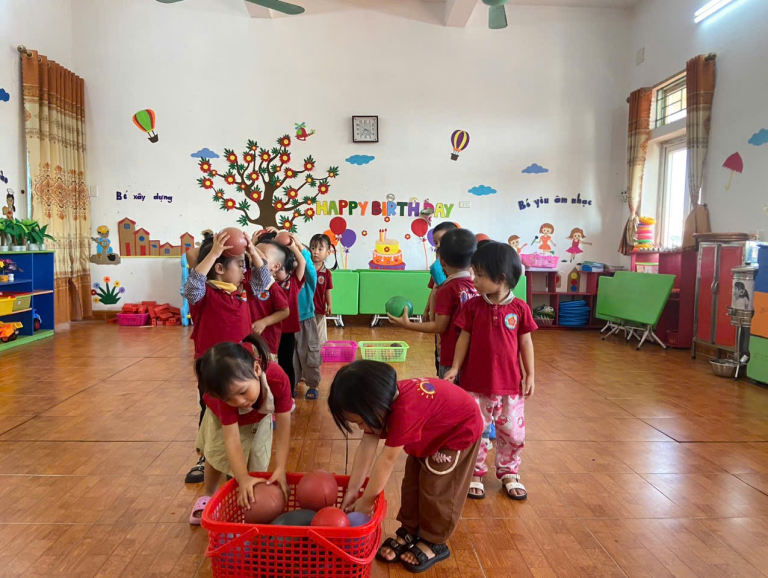 Bé xây dựng
HAPPY BIRTHDAY
Bé yêu âm nhạc